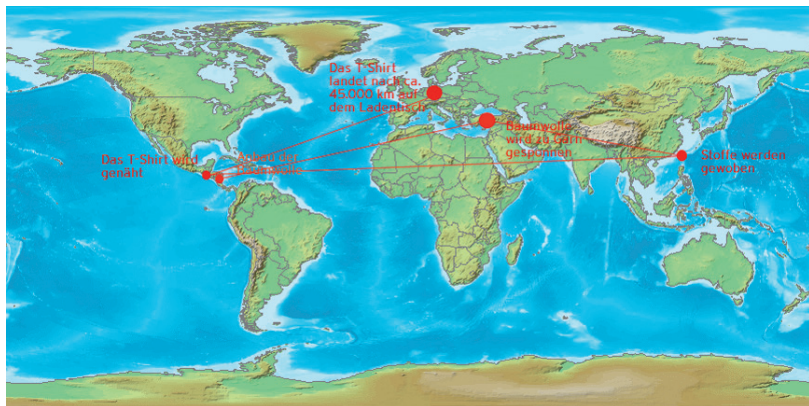 Das T-Shirt
landet nach ca.
45.000 km auf
dem Ladentisch
Baumwolle
wird zu Garn
gesponnen
Stoffe werden
gewoben
Das T-Shirt wird
genäht
Anbau der
Baumwolle